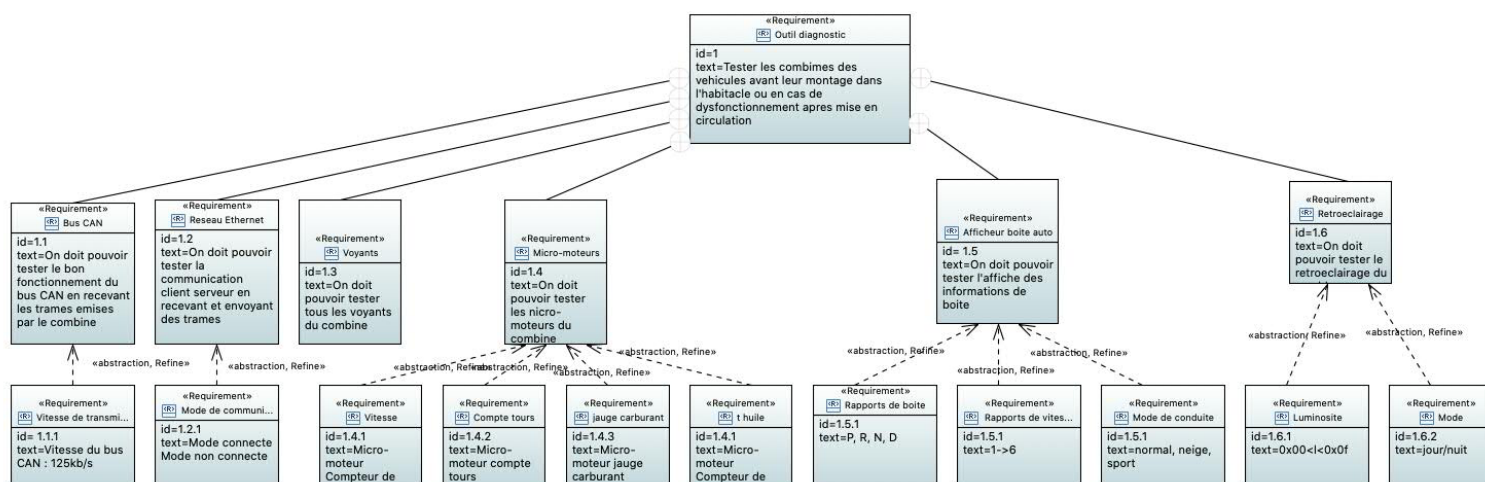 «Requirement»
Outil diagnostic
id=1
text=Tester les combimes des
vehicules avant leur montage dans
l'habitacle ou en cas de
dysfonctionnement apres mise en
circulation
«Requirement»
Bus CAN
id=1.1
text=On doit pouvoir
tester le bon
fonctionnement du
bus CAN en recevant
les trames emises
par le combine
«Requirement»
Reseau Ethernet
id=1.2
text=On doit pouvoir
tester la
communication
client serveur en
recevant et envoyant
des trames
«Requirement»
Voyants
id=1.3
text=On doit
pouvoir tester
tous les voyants
du combine
«Requirement»
Micro-moteurs
id=1.4
text=On doit
pouvoir tester
les nicro-
moteurs du
combine
«Requirement»
Afficheur boite auto
id= 1.5
text=On doit pouvoir
tester l'affiche des
informations de
boite
«Requirement»
Retroeclairage
id=1.6
text=On doit
pouvoir tester le
retroeclairage du
«abstraction, Refine»
«abstraction, Refine»
«abstraction, Refine»
«abstraction, Refine»
«abstraction, Refine»
«abstraction, Refine»
«abstraction, Refine»
«abstraction, Refine»
«abstraction, Refine»
«abstraction, Refine»
«abstraction, Refine»
«Requirement»
Vitesse de transmi...
id= 1.1.1
text=Vitesse du bus
CAN : 125kb/s
«Requirement»
Mode de communi...
id=1.2.1
text=Mode connecte
Mode non connecte
«Requirement»
Vitesse
id=1.4.1
text=Micro-
moteur
Compteur de
«Requirement»
Compte tours
id=1.4.2
text=Micro-
moteur compte
tours
«Requirement»
jauge carburant
id=1.4.3
text=Micro-
moteur jauge
carburant
«Requirement»
t huile
id=1.4.1
text=Micro-
moteur
Compteur de
«Requirement»
Rapports de boite
id=1.5.1
text=P, R, N, D
«Requirement»
Rapports de vites...
id=1.5.1
text=1->6
«Requirement»
Mode de conduite
id=1.5.1
text=normal, neige,
sport
«Requirement»
Luminosite
id=1.6.1
text=0x00<l<0x0f
«Requirement»
Mode
id=1.6.2
text=jour/nuit